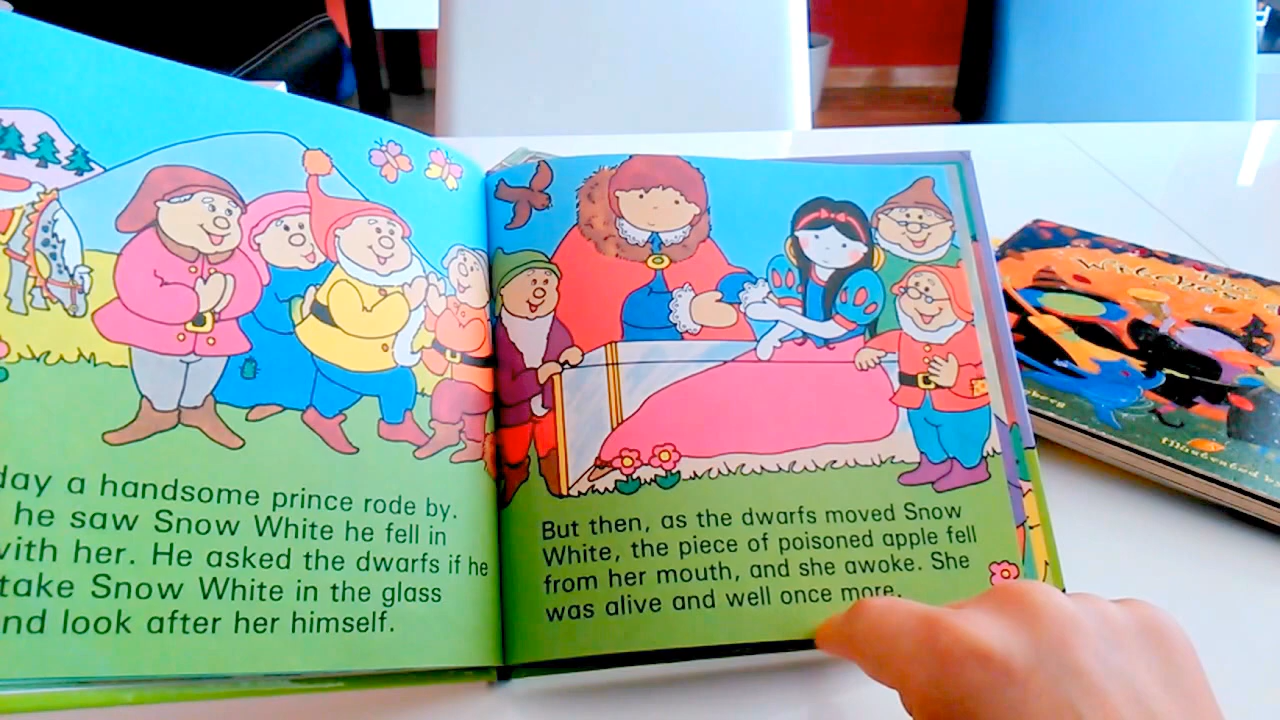 day a handsome prince rode by.
he saw Snow White he fell in
with her. He asked the dwarfs if he
take Snow White in the glass
and look after her himself.
But then, as the dwarfs moved Snow
White, the piece of poisoned apple fell
from her mouth, and she awoke. She
was alive and well once more.